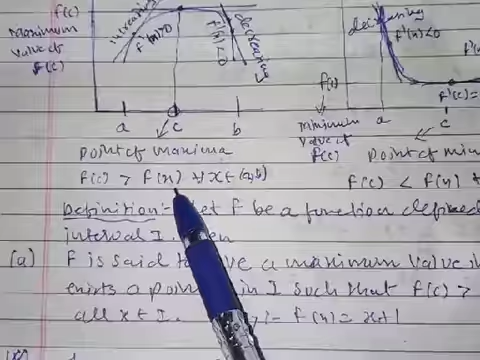 f(c)
maximum
value of
f(c)
increasing
f'(x)>0
f'(x)<0
decreasing
a
c
b
decreasing
f'(x)<0
f'(c)=
f(c)
minimum
value of
f(c)
a
c
point of maxima
f(c) > f(x) ∀ x ∈ (a,b)
point of min
f(c) < f(x)
Definition:- Let f be a function defined
interval I. Then
(a) f is said to have a maximum value i
exists a point in I such that f(c) >
all x ∈ I. :- f(x) = x+1